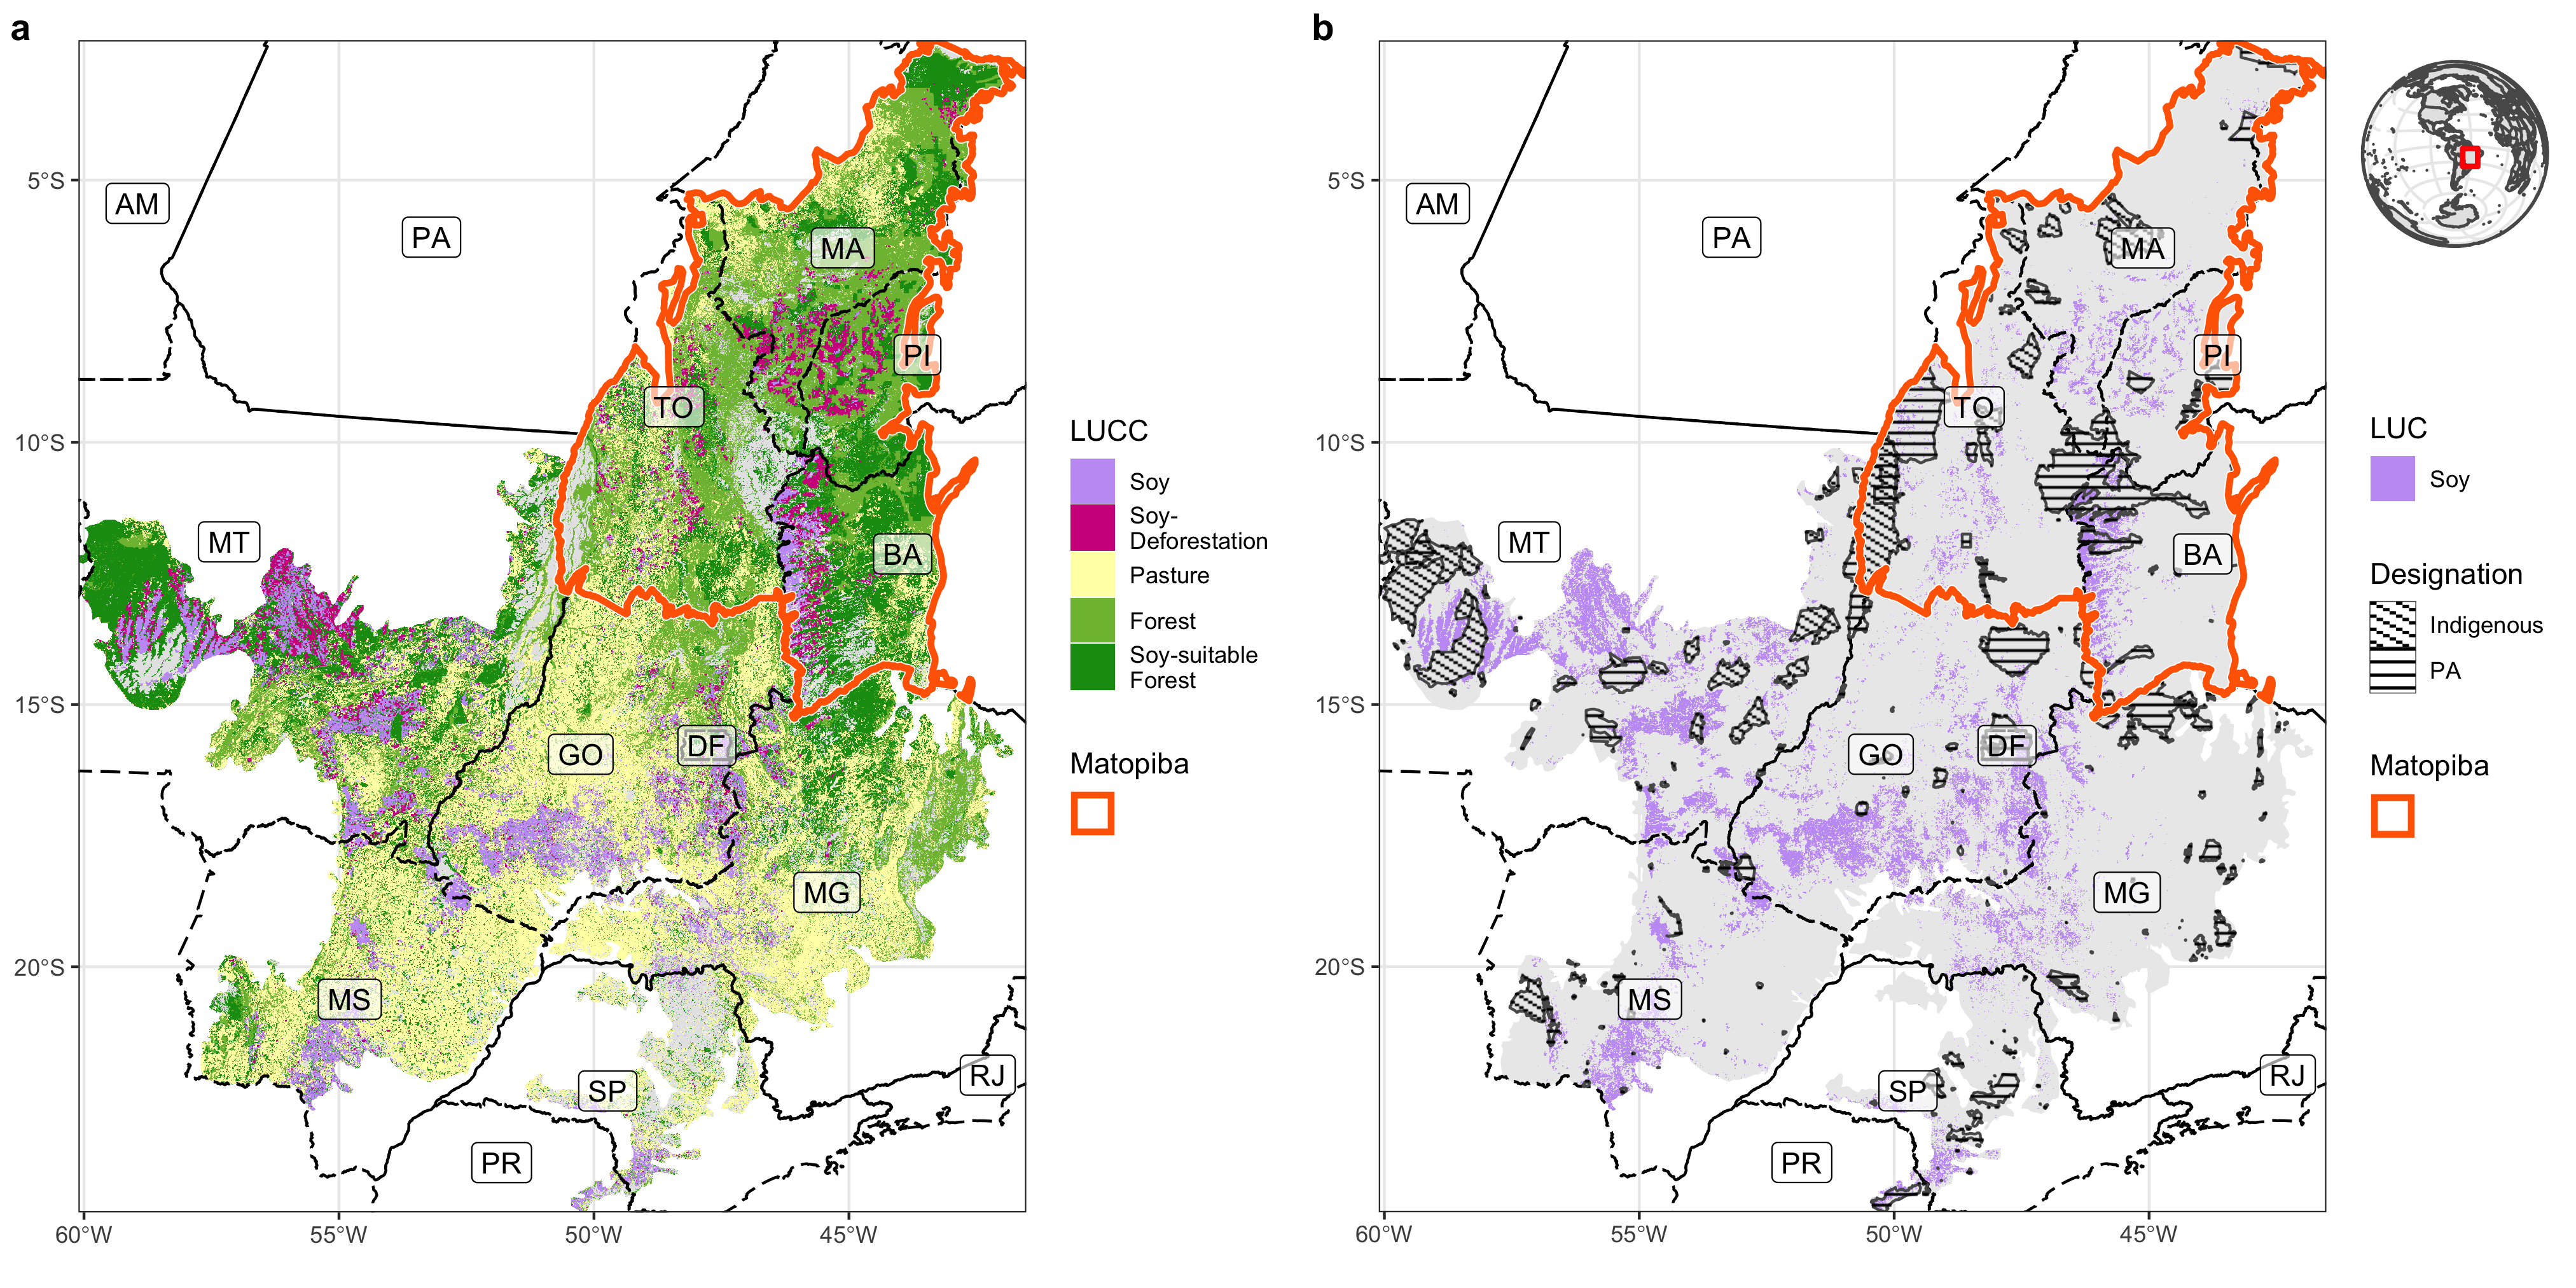 a
AM
PA
MA
PI
TO
MT
BA
GO
DF
MG
MS
SP
RJ
PR
5°S
10°S
15°S
20°S
60°W
55°W
50°W
45°W
LUCC
Soy
Soy-
Deforestation
Pasture
Forest
Soy-suitable
Forest
Matopiba
b
AM
PA
MA
PI
TO
MT
BA
GO
DF
MG
MS
SP
RJ
PR
5°S
10°S
15°S
20°S
60°W
55°W
50°W
45°W
LUC
Soy
Designation
Indigenous
PA
Matopiba